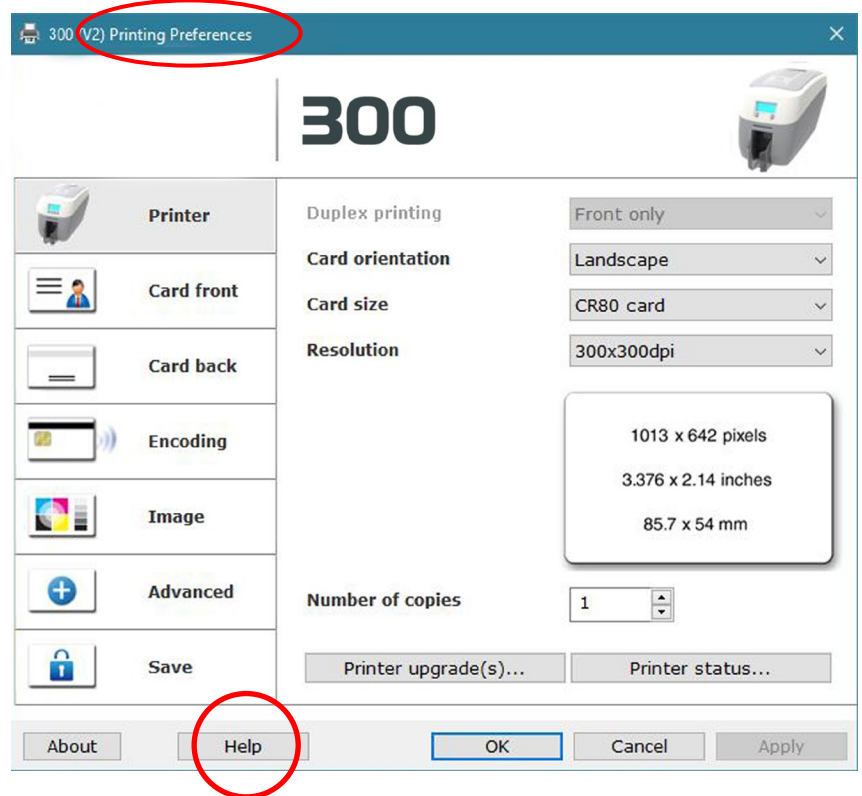 300 (V2) Printing Preferences
300
Printer
Duplex printing Front only
Card orientation Landscape
Card front
Card size CR80 card
Resolution 300x300dpi
Card back
1013 x 642 pixels
Encoding
3.376 x 2.14 inches
Image
85.7 x 54 mm
Advanced
Number of copies 1
Save
Printer upgrade(s)... Printer status...
About Help OK Cancel Apply